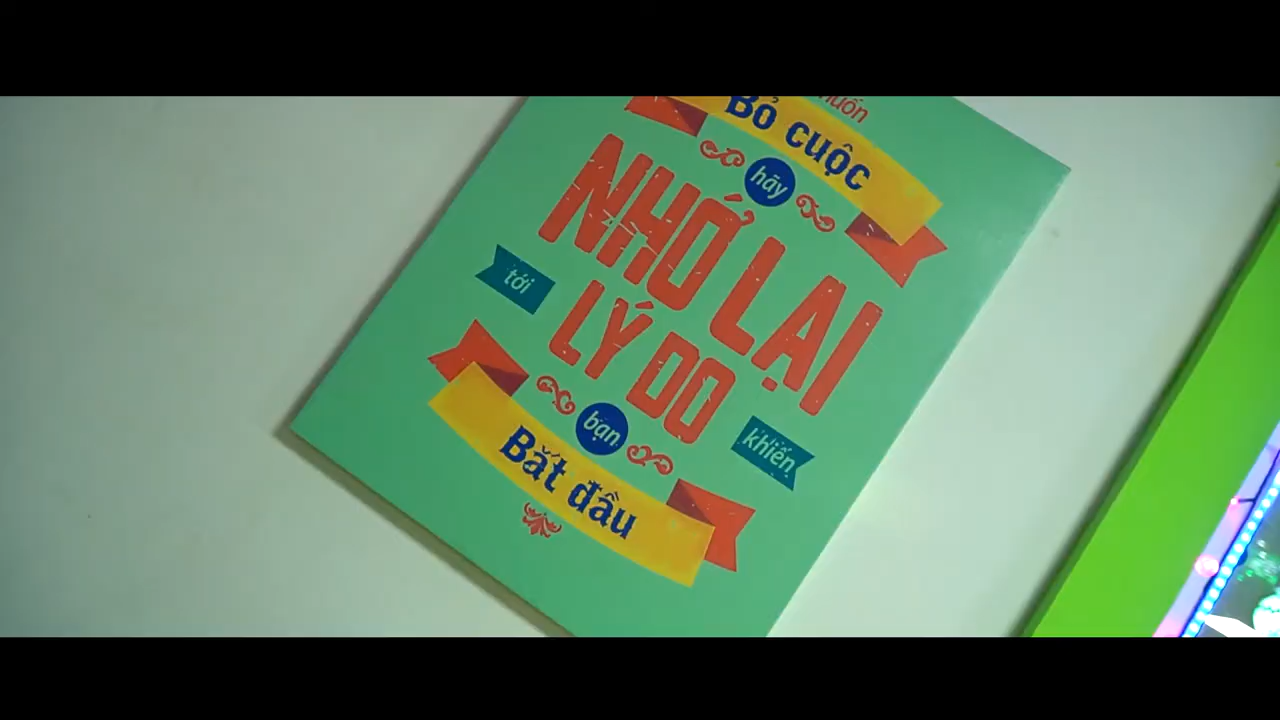 Bỏ cuộc
hãy
NHỚ LẠI
tới
LÝ DO
bạn
khiến
Bắt đầu